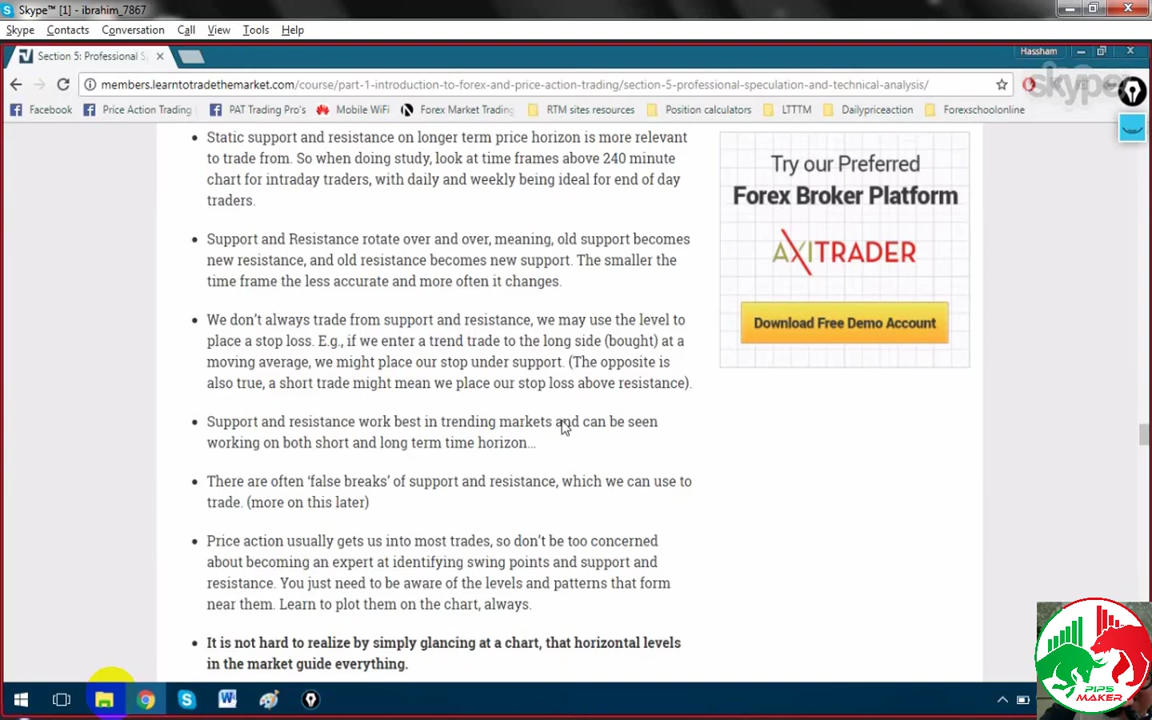 Skype™ [1] - ibrahim_7867
Skype Contacts Conversation Call View Tools Help
Section 5: Professional S
Hassham
members.learntotradethemarket.com/course/part-1-introduction-to-forex-and-price-action-trading/section-5-professional-speculation-and-technical-analysis/
skype
Facebook Price Action Trading PAT Trading Pro's Mobile WiFi Forex Market Trading RTM sites resources Position calculators LTTTM Dailypriceaction Forexschoolonline
Static support and resistance on longer term price horizon is more relevant
to trade from. So when doing study, look at time frames above 240 minute
chart for intraday traders, with daily and weekly being ideal for end of day
traders.
Support and Resistance rotate over and over, meaning, old support becomes
new resistance, and old resistance becomes new support. The smaller the
time frame the less accurate and more often it changes.
We don't always trade from support and resistance, we may use the level to
place a stop loss. E.g., if we enter a trend trade to the long side (bought) at a
moving average, we might place our stop under support. (The opposite is
also true, a short trade might mean we place our stop loss above resistance).
Support and resistance work best in trending markets and can be seen
working on both short and long term time horizon…
There are often 'false breaks' of support and resistance, which we can use to
trade. (more on this later)
Price action usually gets us into most trades, so don't be too concerned
about becoming an expert at identifying swing points and support and
resistance. You just need to be aware of the levels and patterns that form
near them. Learn to plot them on the chart, always.
It is not hard to realize by simply glancing at a chart, that horizontal levels
in the market guide everything.
Try our Preferred
Forex Broker Platform
AXITRADER
Download Free Demo Account
PIPS
MAKER